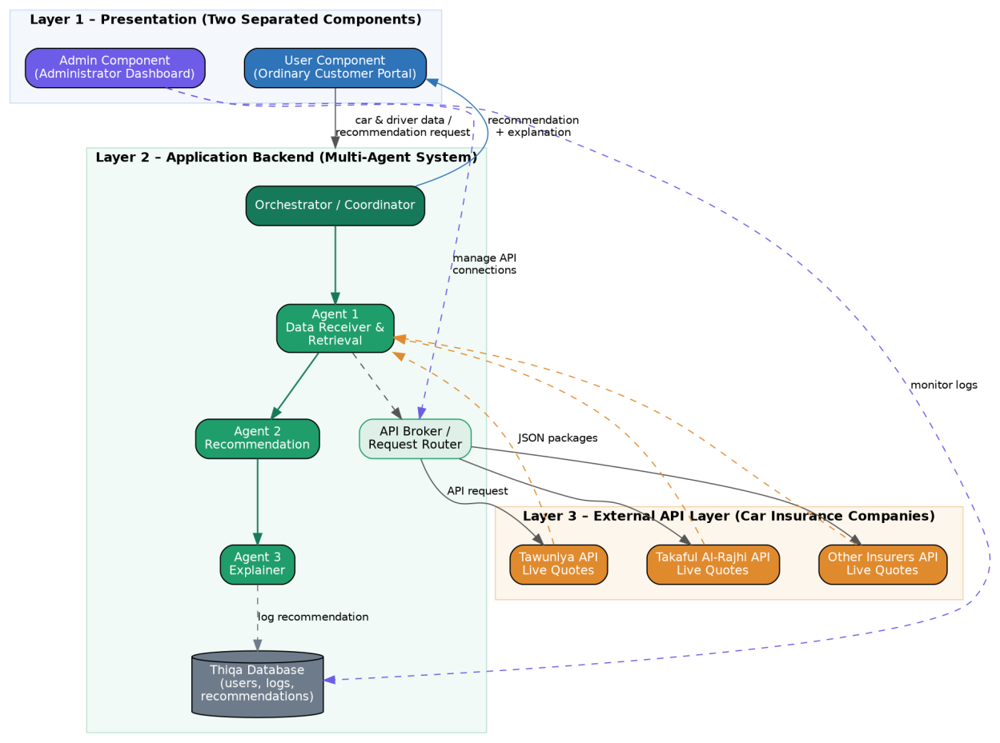 Layer 1 – Presentation (Two Separated Components)
Admin Component
(Administrator Dashboard)
User Component
(Ordinary Customer Portal)
car & driver data /
recommendation request
recommendation
+ explanation
Layer 2 – Application Backend (Multi-Agent System)
Orchestrator / Coordinator
manage API
connections
Agent 1
Data Receiver &
Retrieval
monitor logs
Agent 2
Recommendation
API Broker /
Request Router
JSON packages
API request
Layer 3 – External API Layer (Car Insurance Companies)
Agent 3
Explainer
Tawuniya API
Live Quotes
Takaful Al-Rajhi API
Live Quotes
Other Insurers API
Live Quotes
log recommendation
Thiqa Database
(users, logs,
recommendations)